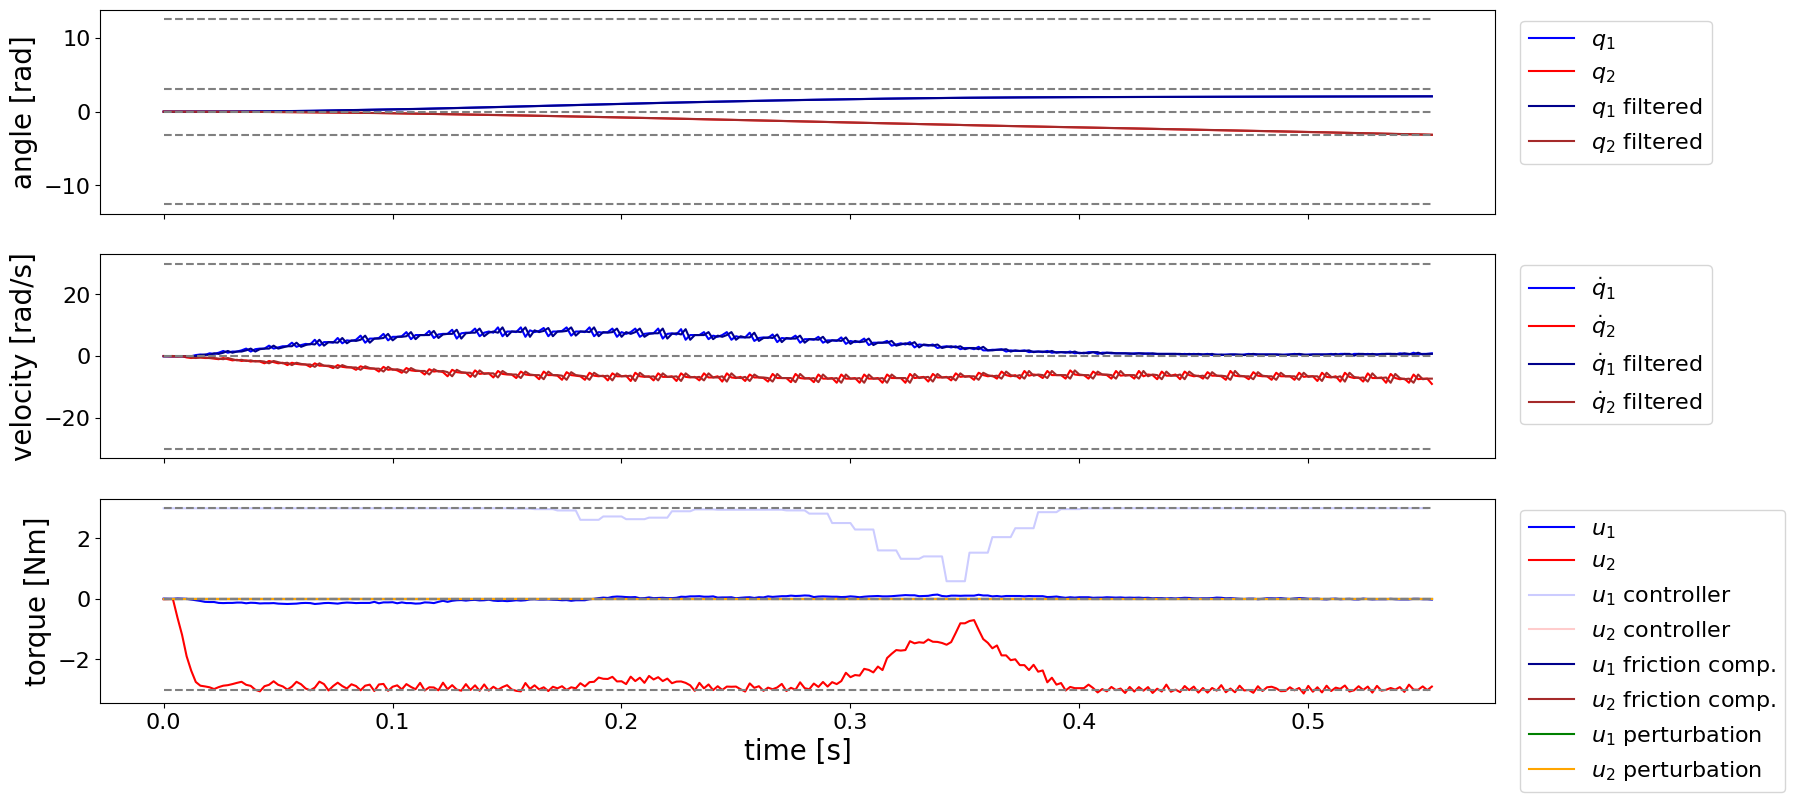 angle [rad]
10
0
−10
q₁
q₂
q₁ filtered
q₂ filtered
velocity [rad/s]
20
0
−20
q̇₁
q̇₂
q̇₁ filtered
q̇₂ filtered
torque [Nm]
2
0
−2
0.0 0.1 0.2 0.3 0.4 0.5
time [s]
u₁
u₂
u₁ controller
u₂ controller
u₁ friction comp.
u₂ friction comp.
u₁ perturbation
u₂ perturbation